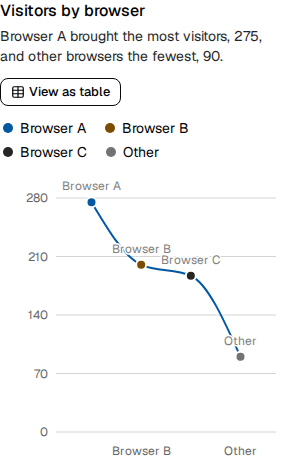 Visitors by browser
Browser A brought the most visitors, 275,
and other browsers the fewest, 90.
View as table
Browser A Browser B
Browser C Other
Browser A
280
Browser B
210
Browser C
140
Other
70
0
Browser B Other